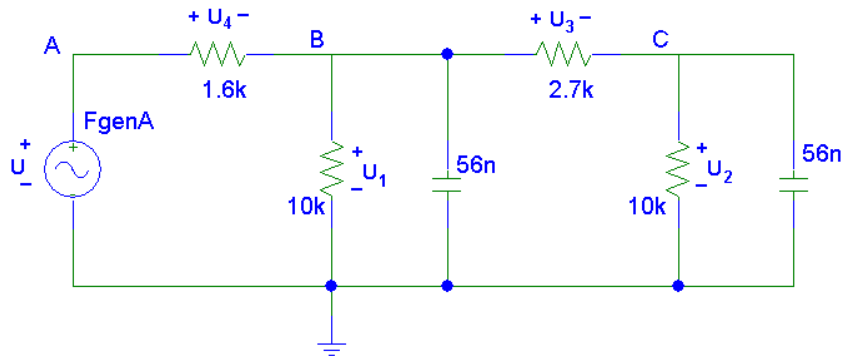 + U4 −
+ U3 −
A
B
C
1.6k
2.7k
FgenA
+
U
−
+
U1
−
10k
56n
+
U2
−
10k
56n